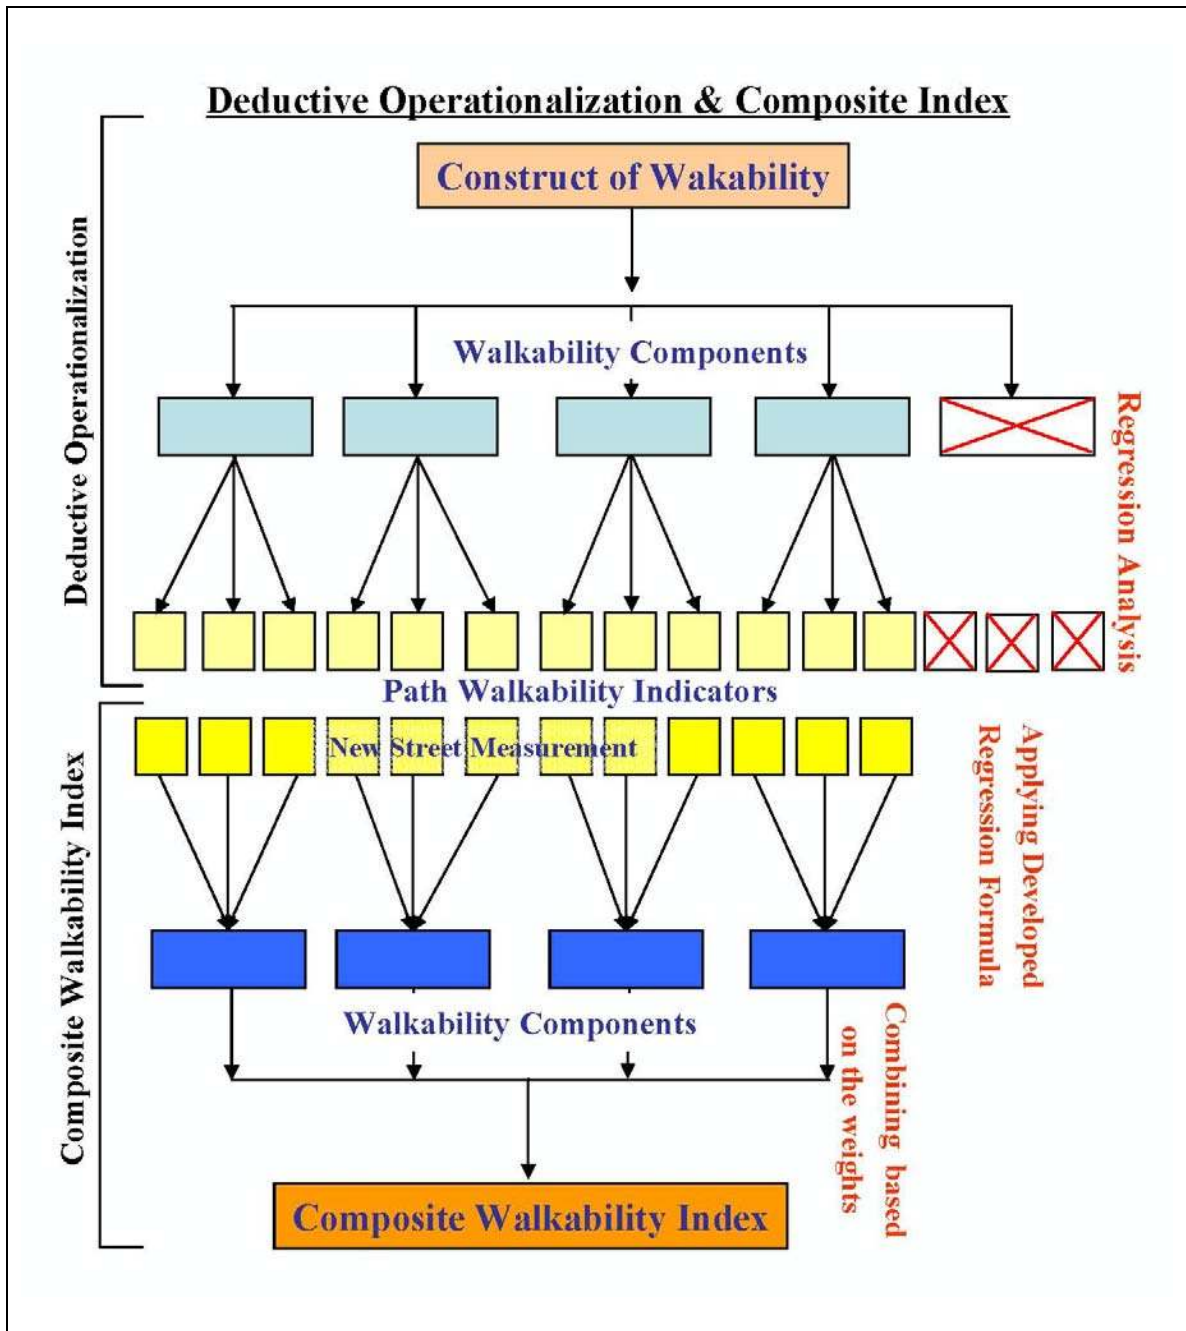 Deductive Operationalization & Composite Index
Construct of Wakability
Deductive Operationalization
Walkability Components
Regression Analysis
Path Walkability Indicators
New Street Measurement
Composite Walkability Index
Applying Developed
Regression Formula
Walkability Components
Combining based
on the weights
Composite Walkability Index